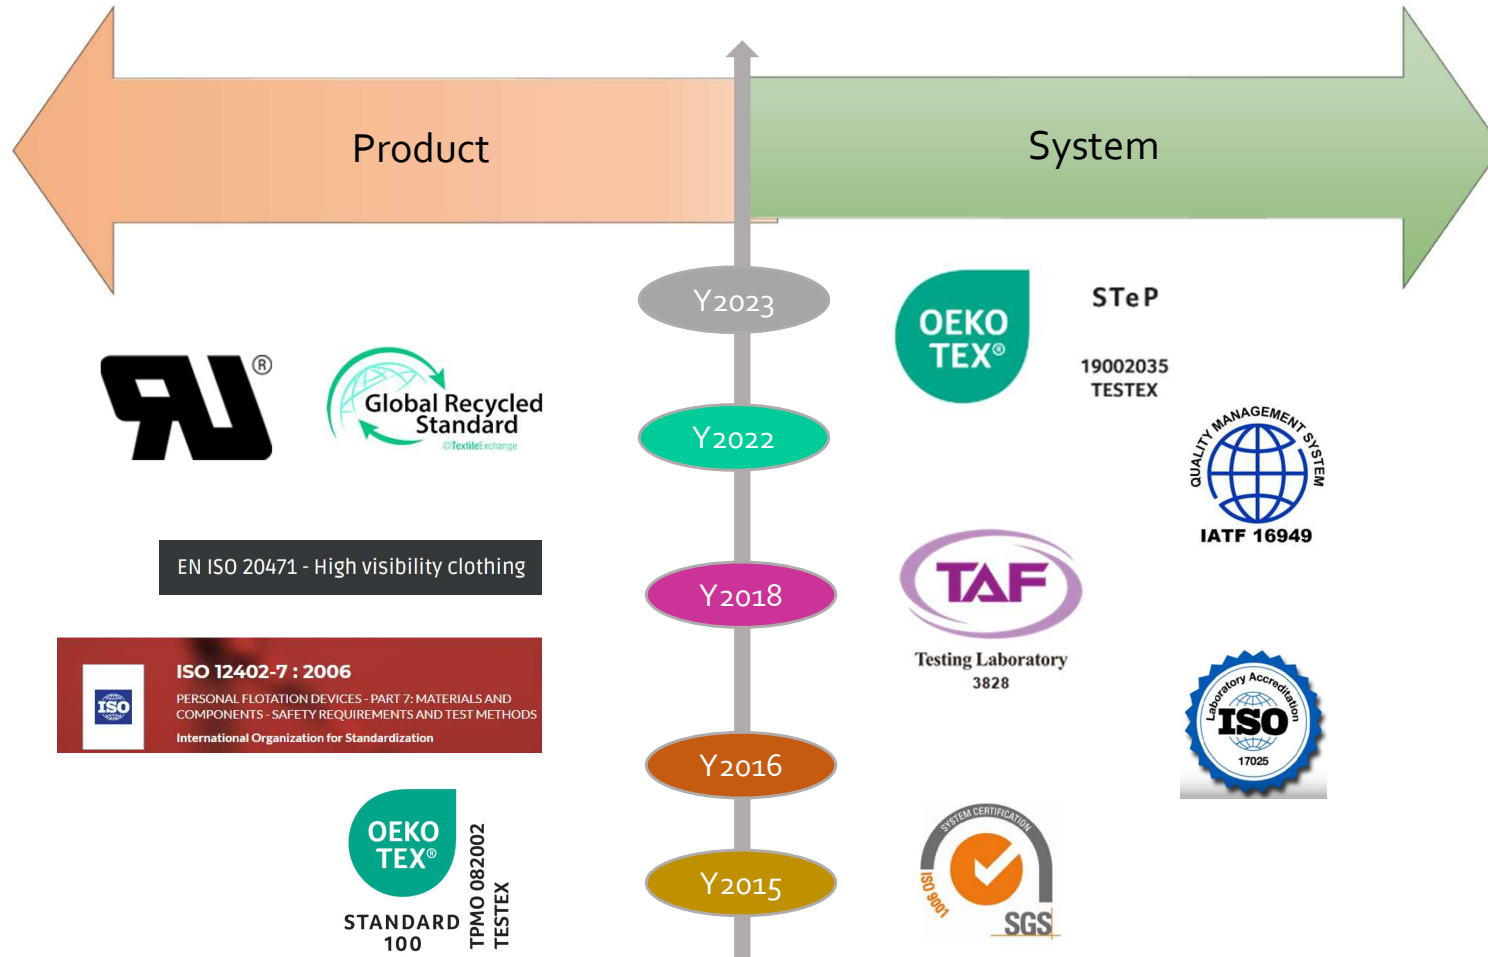 Product
System
Y2023
OEKO
TEX®
STeP
19002035
TESTEX
RU®
Global Recycled
Standard
©TextileExchange
Y2022
QUALITY MANAGEMENT SYSTEM
IATF 16949
EN ISO 20471 - High visibility clothing
Y2018
TAF
Testing Laboratory
3828
ISO
ISO 12402-7 : 2006
PERSONAL FLOTATION DEVICES - PART 7: MATERIALS AND
COMPONENTS - SAFETY REQUIREMENTS AND TEST METHODS
International Organization for Standardization
Laboratory Accreditation
ISO
17025
Y2016
OEKO
TEX®
STANDARD
100
TPMO 082002
TESTEX
Y2015
SYSTEM CERTIFICATION
ISO 9001
SGS